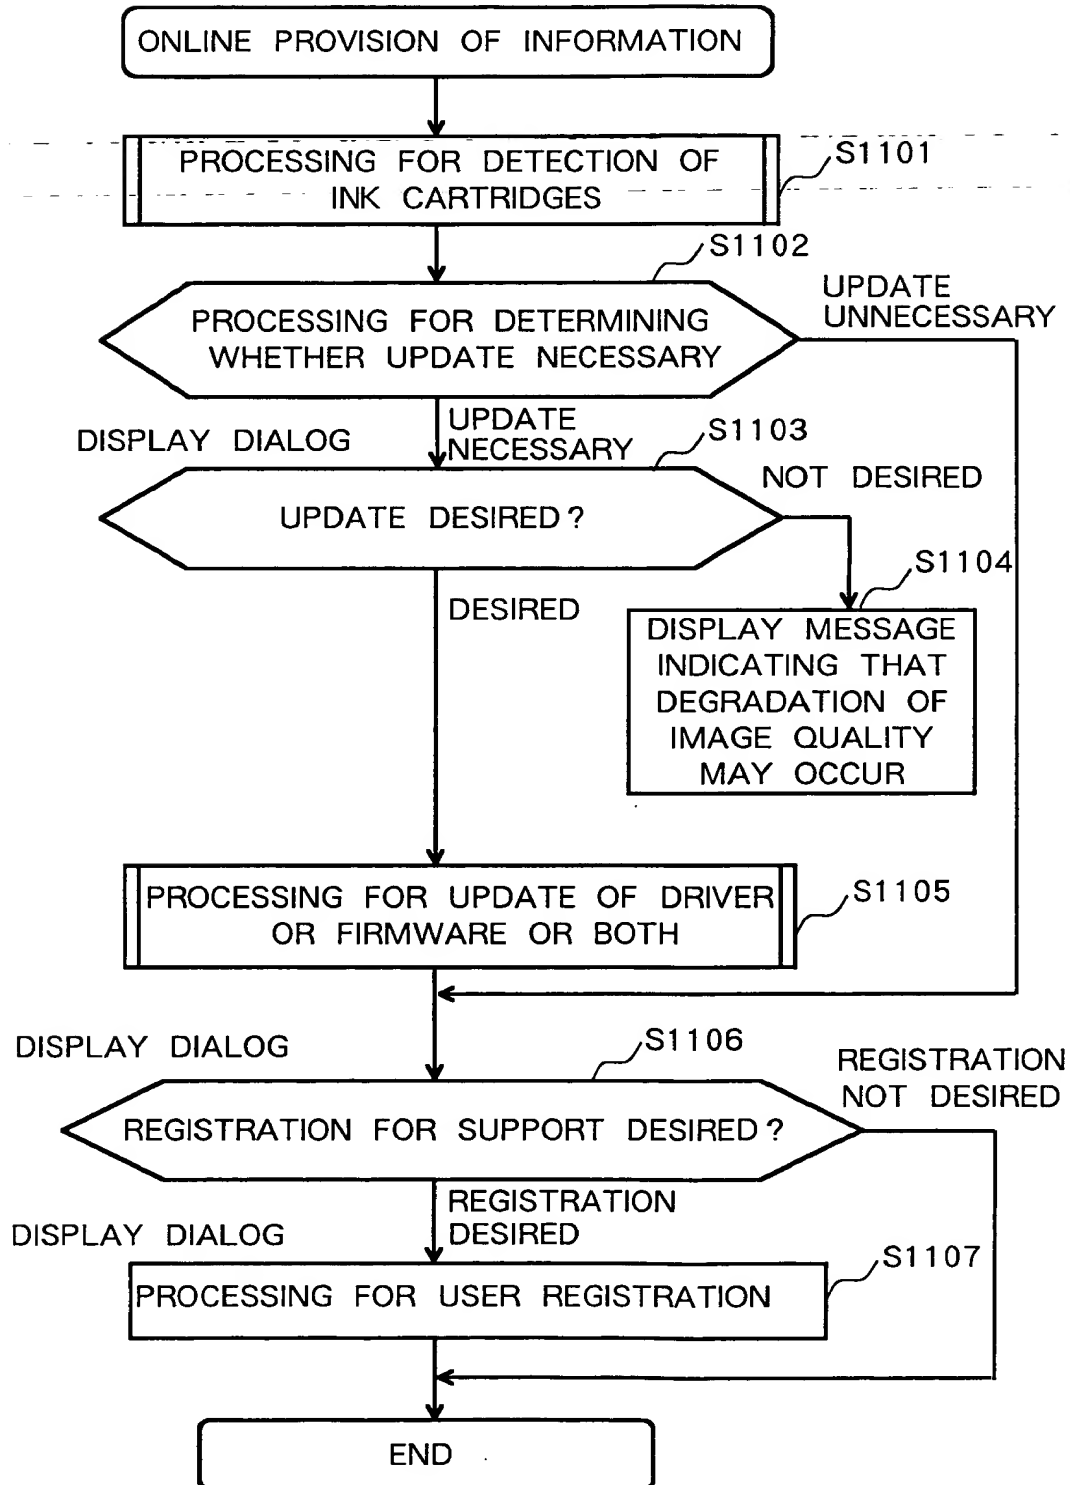 ONLINE PROVISION OF INFORMATION
PROCESSING FOR DETECTION OF
INK CARTRIDGES
S1101
S1102
PROCESSING FOR DETERMINING
WHETHER UPDATE NECESSARY
UPDATE
UNNECESSARY
DISPLAY DIALOG
UPDATE
NECESSARY
S1103
UPDATE DESIRED?
NOT DESIRED
S1104
DESIRED
DISPLAY MESSAGE
INDICATING THAT
DEGRADATION OF
IMAGE QUALITY
MAY OCCUR
PROCESSING FOR UPDATE OF DRIVER
OR FIRMWARE OR BOTH
S1105
DISPLAY DIALOG
S1106
REGISTRATION FOR SUPPORT DESIRED?
REGISTRATION
NOT DESIRED
DISPLAY DIALOG
REGISTRATION
DESIRED
S1107
PROCESSING FOR USER REGISTRATION
END